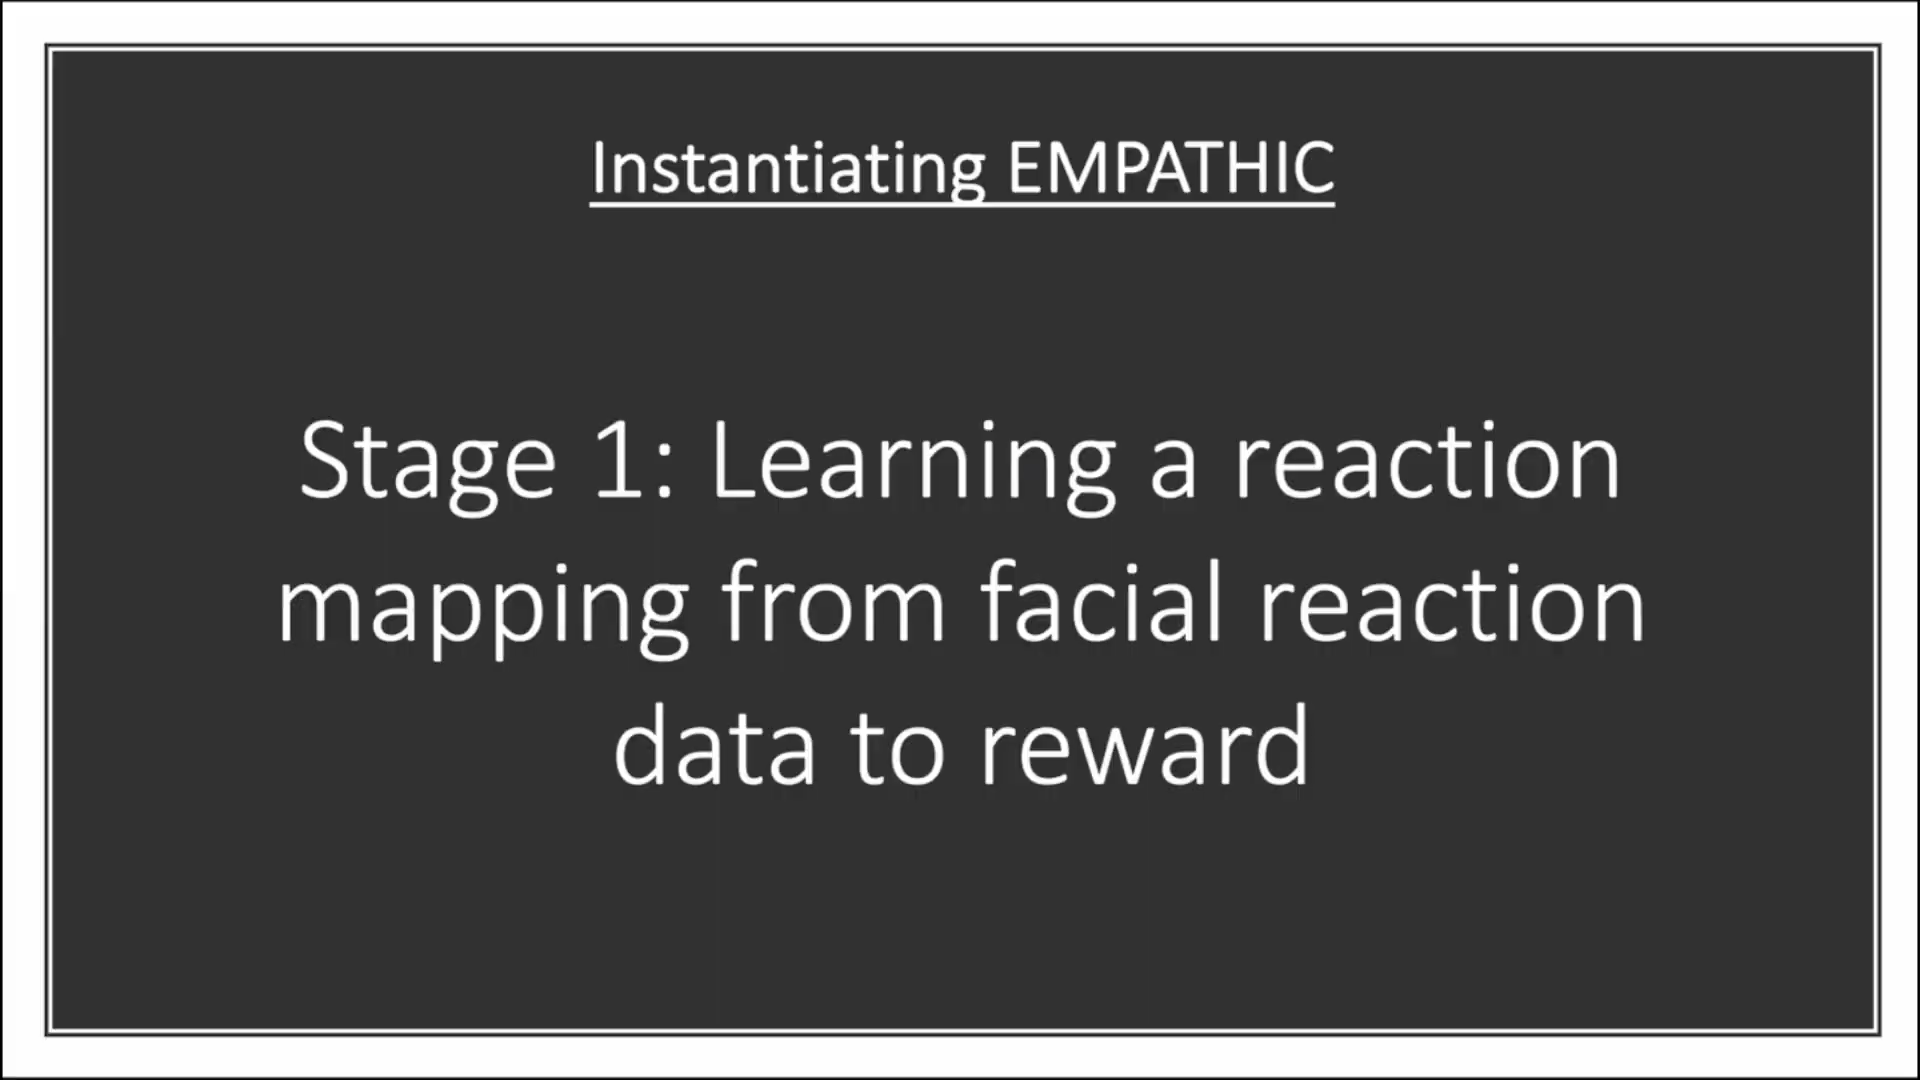 Instantiating EMPATHIC
Stage 1: Learning a reaction
mapping from facial reaction
data to reward